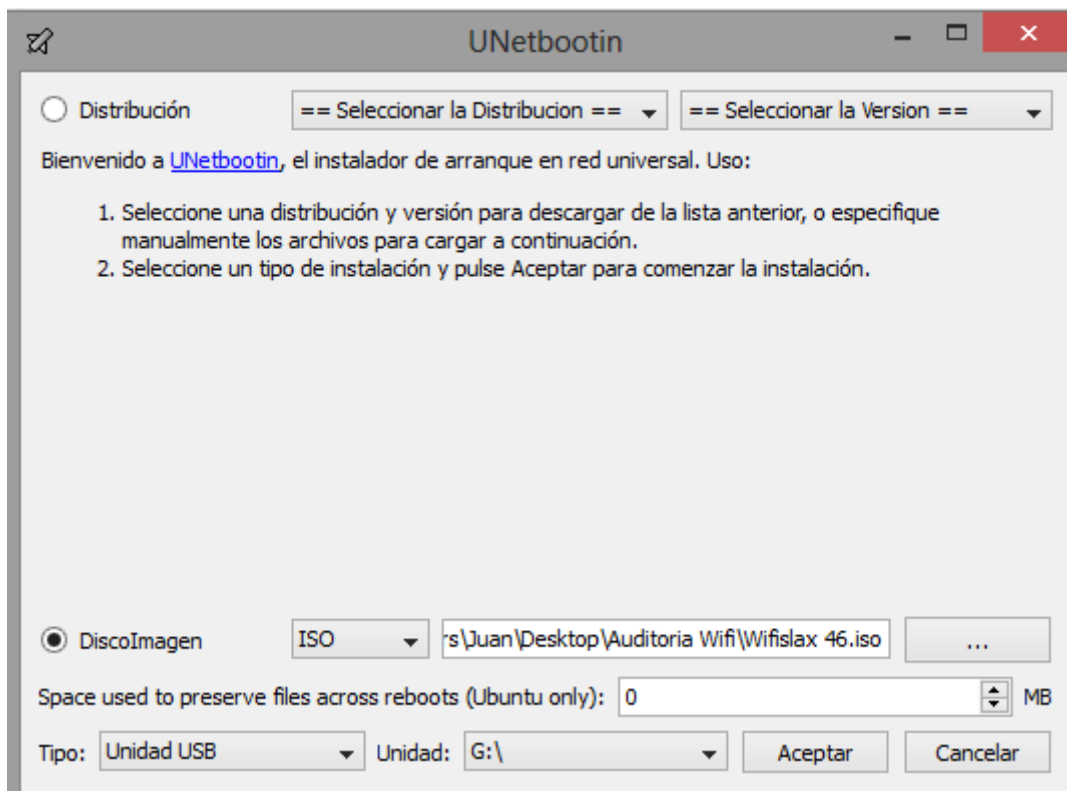 UNetbootin
Distribución == Seleccionar la Distribucion == == Seleccionar la Version ==
Bienvenido a UNetbootin, el instalador de arranque en red universal. Uso:
1. Seleccione una distribución y versión para descargar de la lista anterior, o especifique
manualmente los archivos para cargar a continuación.
2. Seleccione un tipo de instalación y pulse Aceptar para comenzar la instalación.
DiscoImagen ISO rs\Juan\Desktop\Auditoria Wifi\Wifislax 46.iso ...
Space used to preserve files across reboots (Ubuntu only): 0 MB
Tipo: Unidad USB Unidad: G:\ Aceptar Cancelar